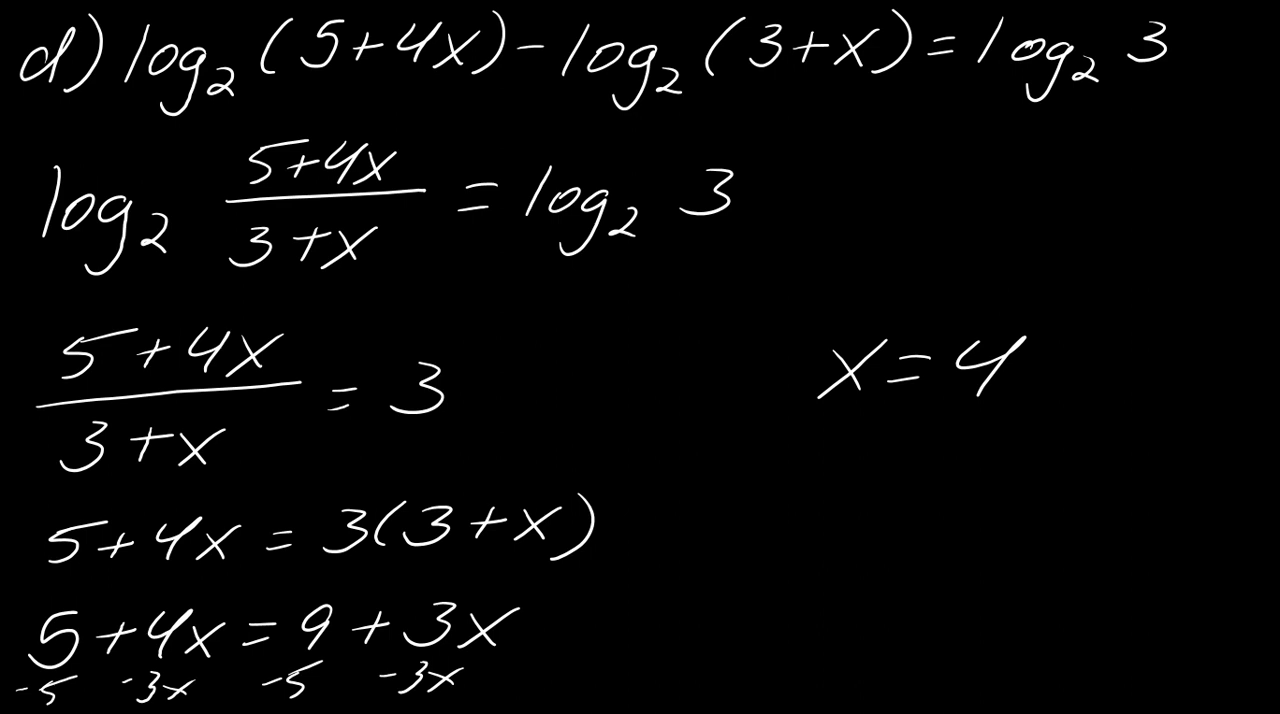 d) log₂ (5+4x) - log₂ (3+x) = log₂ 3
log₂ (5+4x)/(3+x) = log₂ 3
(5+4x)/(3+x) = 3
x = 4
5+4x = 3(3+x)
5+4x = 9+3x
-5 -3x -5 -3x